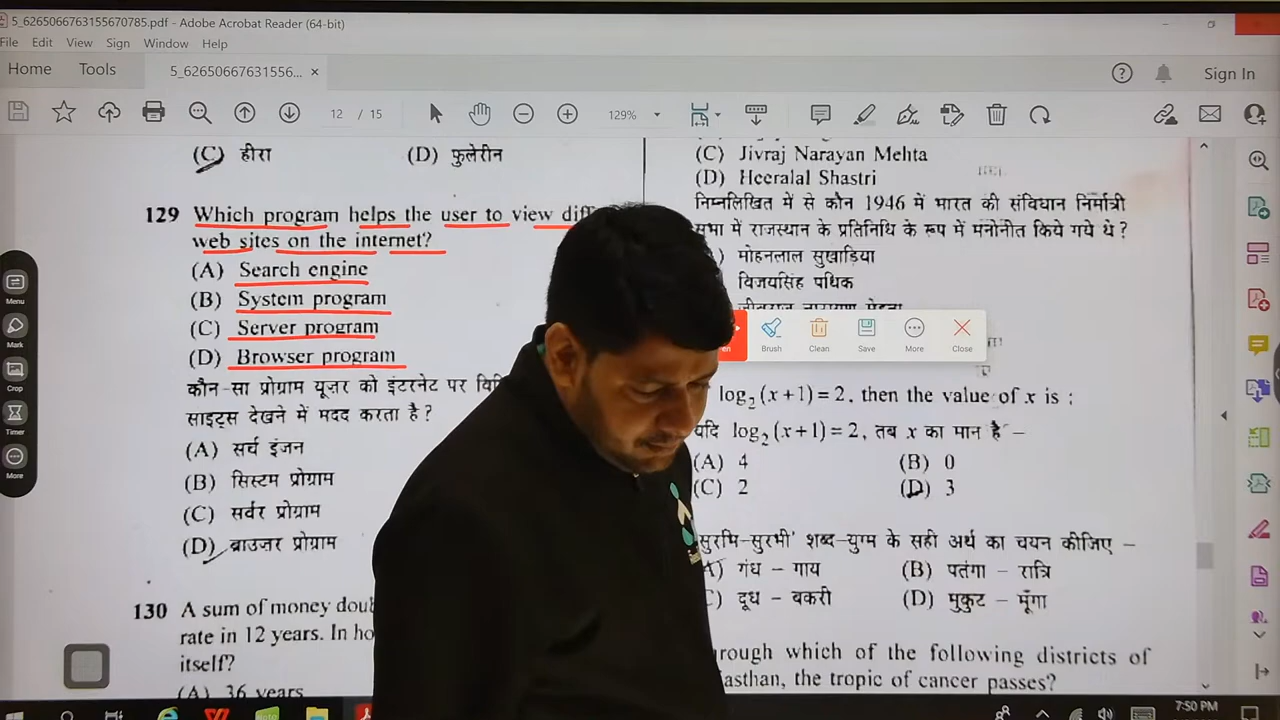 5_6265066763155670785.pdf - Adobe Acrobat Reader (64-bit)
File Edit View Sign Window Help
Home Tools 5_62650667631556... × Sign In
12 / 15 129%
(C) हीरा (D) फुलेरीन
129 Which program helps the user to view diff
web sites on the internet?
(A) Search engine
(B) System program
(C) Server program
(D) Browser program
कौन-सा प्रोग्राम यूजर को इंटरनेट पर
साइट्स देखने में मदद करता है ?
(A) सर्च इंजन
(B) सिस्टम प्रोग्राम
(C) सर्वर प्रोग्राम
(D) ब्राउजर प्रोग्राम
130 A sum of money doub
rate in 12 years. In ho
itself?
(A) 36 years
(C) Jivraj Narayan Mehta
(D) Heeralal Shastri
निम्नलिखित में से कौन 1946 में भारत की संविधान निर्मात्री
सभा में राजस्थान के प्रतिनिधि के रूप में मनोनीत किये गये थे ?
) मोहनलाल सुखाड़िया
विजयसिंह पथिक
Brush Clean Save More Close
log₂(x+1) = 2, then the value of x is :
यदि log₂(x+1) = 2, तब x का मान है –
(A) 4 (B) 0
(C) 2 (D) 3
सुरभि-सुरभी' शब्द-युग्म के सही अर्थ का चयन कीजिए –
A) गंध – गाय (B) पतंगा – रात्रि
C) दूध – बकरी (D) मुकुट – मूँगा
rough which of the following districts of
asthan, the tropic of cancer passes?
Menu
Mark
Crop
Timer
More
7:50 PM